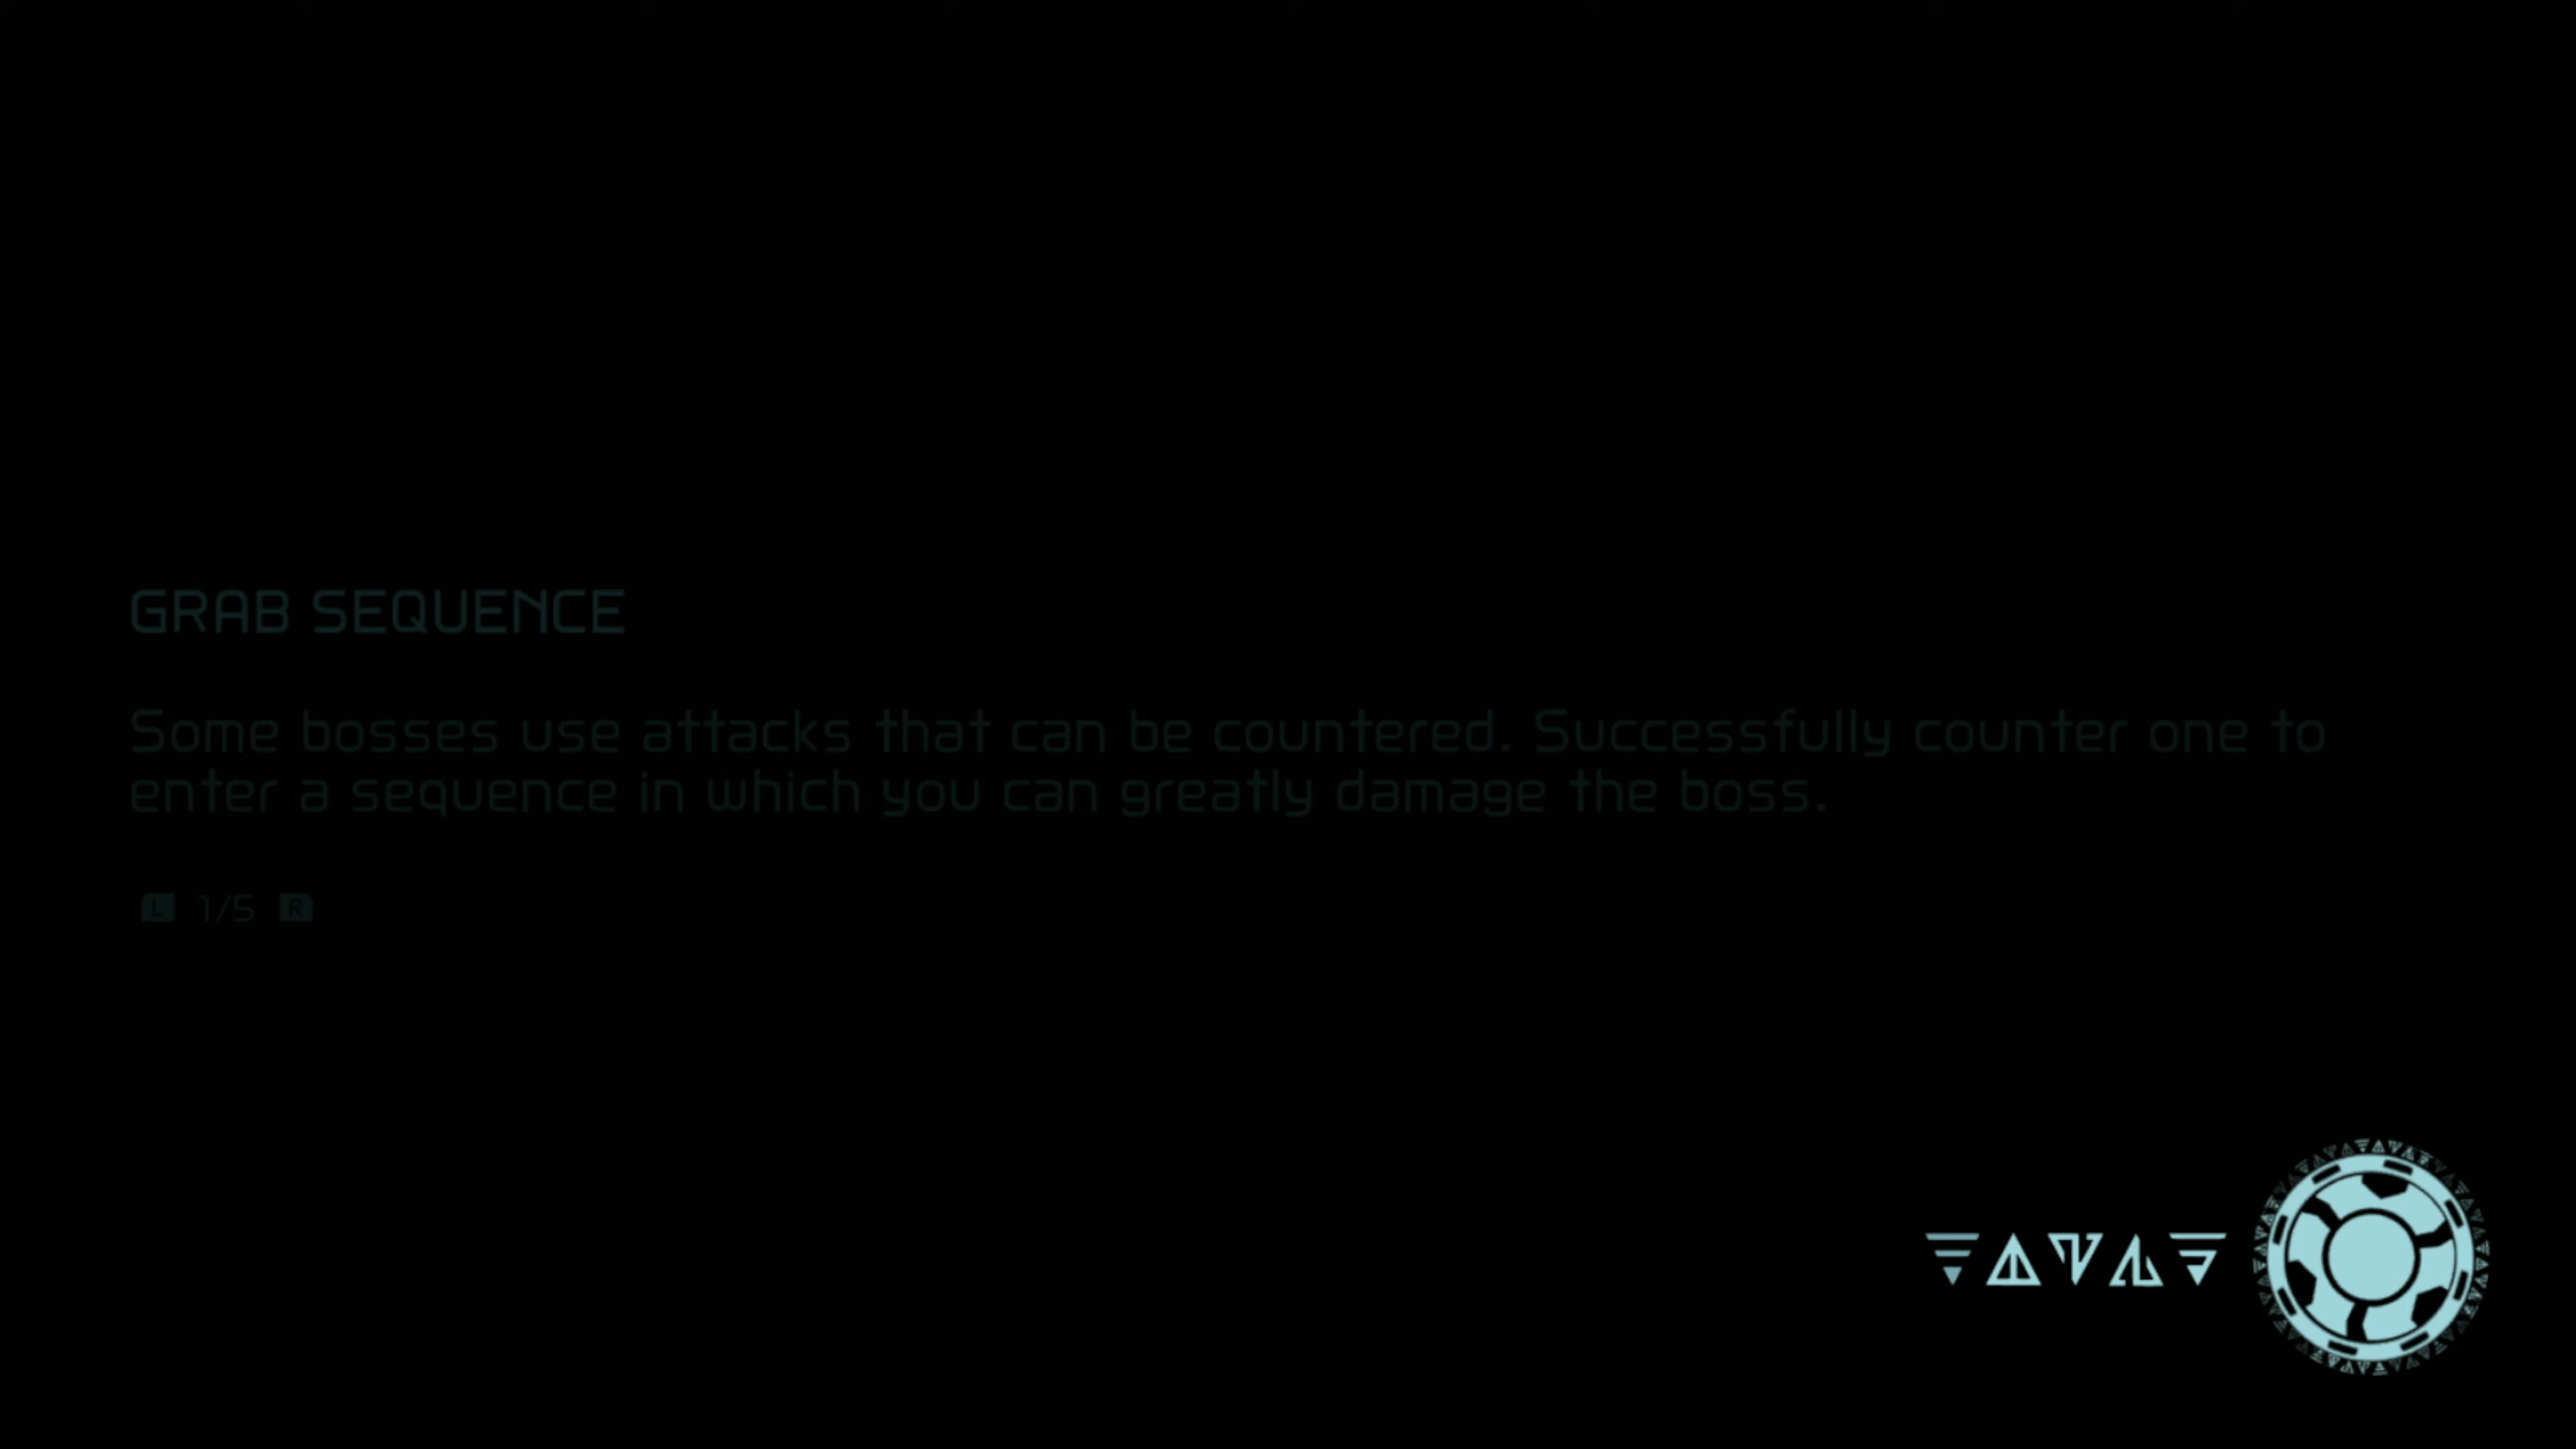 GRAB SEQUENCE
Some bosses use attacks that can be countered. Successfully counter one to
enter a sequence in which you can greatly damage the boss.
L 1/5 R